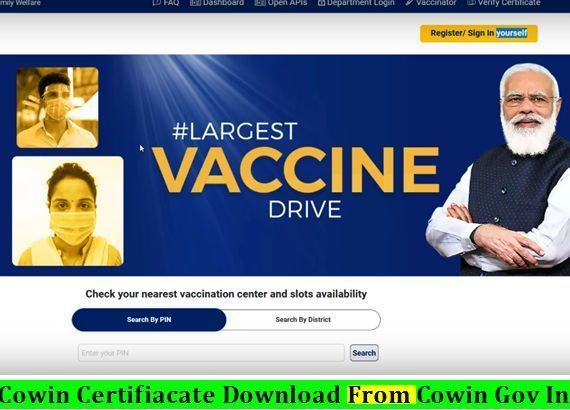 mily Welfare FAQ Dashboard Open APIs Department Login Vaccinator Verify Certificate
Register/ Sign In yourself
#LARGEST
VACCINE
DRIVE
Check your nearest vaccination center and slots availability
Search By PIN Search By District
Enter your PIN Search
Cowin Certifiacate Download From Cowin Gov In